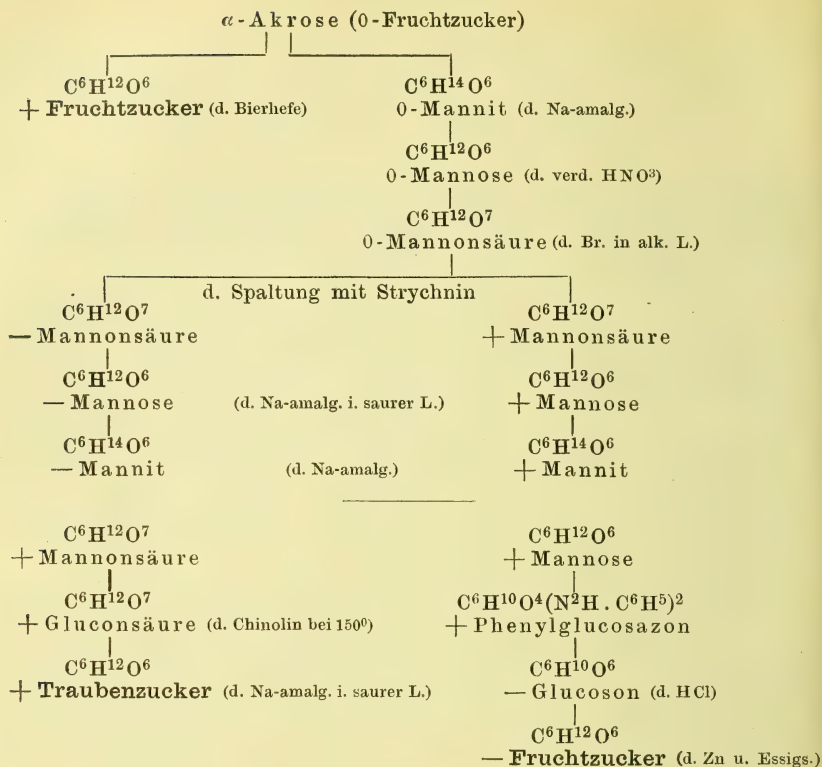 α-Akrose (0-Fruchtzucker)
C⁶H¹²O⁶ C⁶H¹⁴O⁶
+ Fruchtzucker (d. Bierhefe) 0-Mannit (d. Na-amalg.)
C⁶H¹²O⁶
0-Mannose (d. verd. HNO³)
C⁶H¹²O⁷
0-Mannonsäure (d. Br. in alk. L.)
d. Spaltung mit Strychnin
C⁶H¹²O⁷ C⁶H¹²O⁷
— Mannonsäure + Mannonsäure
C⁶H¹²O⁶ C⁶H¹²O⁶
— Mannose (d. Na-amalg. i. saurer L.) + Mannose
C⁶H¹⁴O⁶ C⁶H¹⁴O⁶
— Mannit (d. Na-amalg.) + Mannit
C⁶H¹²O⁷ C⁶H¹²O⁶
+ Mannonsäure + Mannose
C⁶H¹²O⁷ C⁶H¹⁰O⁴(N²H . C⁶H⁵)²
+ Gluconsäure (d. Chinolin bei 150⁰) + Phenylglucosazon
C⁶H¹²O⁶ C⁶H¹⁰O⁶
+ Traubenzucker (d. Na-amalg. i. saurer L.) — Glucoson (d. HCl)
C⁶H¹²O⁶
— Fruchtzucker (d. Zn u. Essigs.)